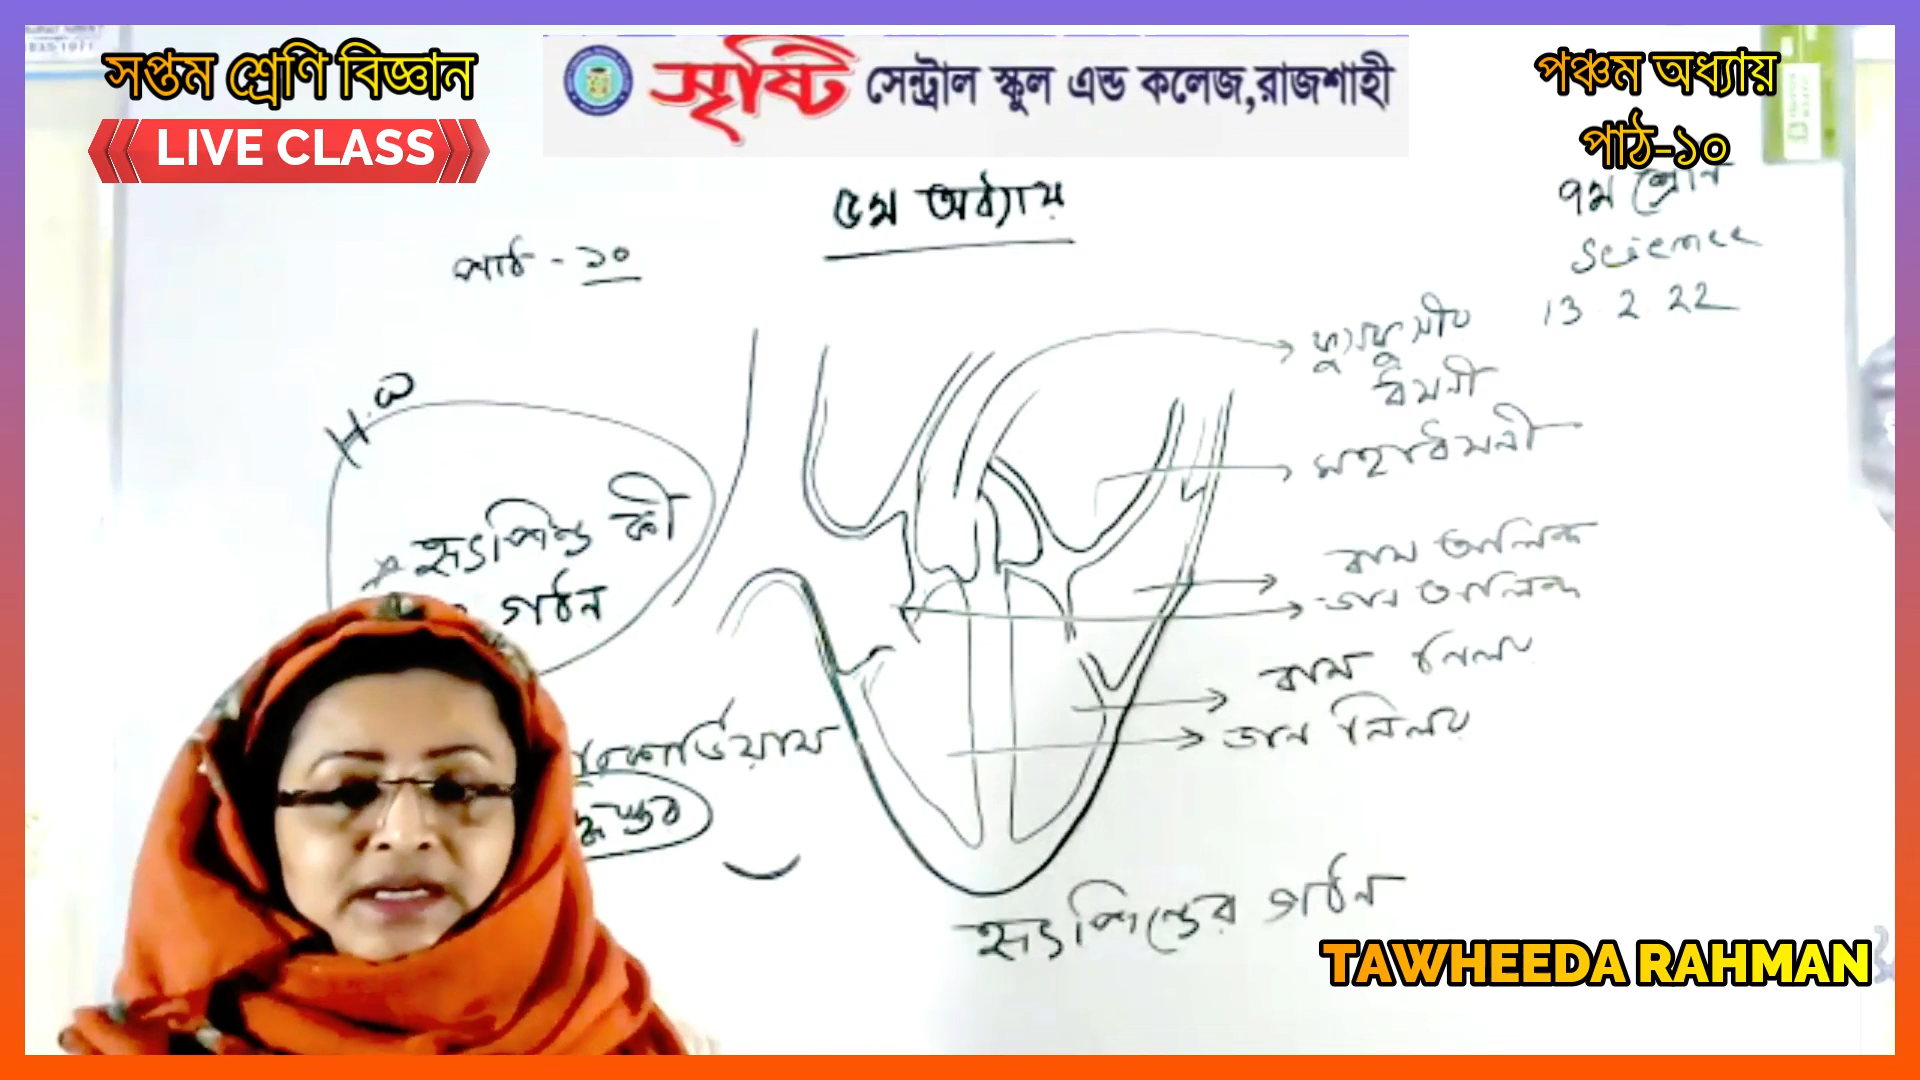 সপ্তম শ্রেণি বিজ্ঞান
LIVE CLASS
সৃষ্টি সেন্ট্রাল স্কুল এন্ড কলেজ,রাজশাহী
পঞ্চম অধ্যায়
পাঠ-১০
৫ম অধ্যায়
পাঠ - ১০
৭ম শ্রেণি
Science
13 2 22
ফুসফুসীয়
ধমনী
মহাধমনী
বাম অলিন্দ
ডান অলিন্দ
বাম নিলয়
ডান নিলয়
H.W
হৃৎপিন্ড কী
গঠন
হৃৎপিন্ডের গঠন
TAWHEEDA RAHMAN